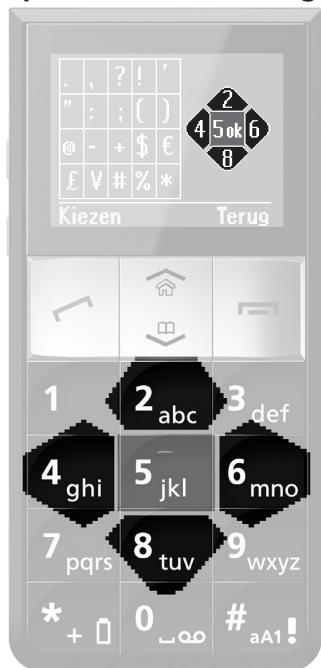 . , ? ! '
" : ; ( )
@ - + $ €
£ ¥ # % *
2
4 5ok 6
8
Kiezen Terug
1 2 abc 3 def
4 ghi 5 jkl 6 mno
7 pqrs 8 tuv 9 wxyz
* + 0 # aA1 !